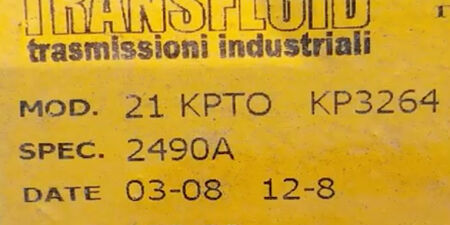 TRANSFLUID
trasmissioni industriali
MOD. 21 KPTO KP3264
SPEC. 2490A
DATE 03-08 12-8